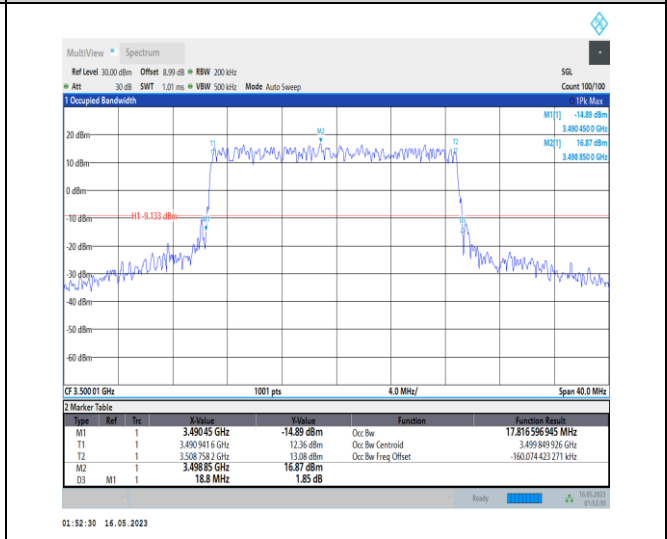 MultiView Spectrum
Ref Level 30.00 dBm Offset 8.99 dB RBW 200 kHz SGL
Att 30 dB SWT 1.01 ms VBW 500 kHz Mode Auto Sweep Count 100/100
1 Occupied Bandwidth 1Pk Max
M1[1] -14.89 dBm
3.490 450 0 GHz
M2[1] 16.87 dBm
3.498 850 0 GHz
M2
T1 T2
20 dBm
10 dBm
0 dBm
-10 dBm
H1 -9.133 dBm
M1
-20 dBm
-30 dBm
-40 dBm
-50 dBm
-60 dBm
CF 3.500 01 GHz 1001 pts 4.0 MHz/ Span 40.0 MHz
2 Marker Table
Type Ref Trc X-Value Y-Value Function Function Result
M1 1 3.490 45 GHz -14.89 dBm Occ Bw 17.816 596 945 MHz
T1 1 3.490 941 6 GHz 12.36 dBm Occ Bw Centroid 3.499 849 926 GHz
T2 1 3.508 758 2 GHz 13.08 dBm Occ Bw Freq Offset -160.074 423 271 kHz
M2 1 3.498 85 GHz 16.87 dBm
D3 M1 1 18.8 MHz 1.85 dB
Ready 16.05.2023
01:52:30
01:52:30 16.05.2023